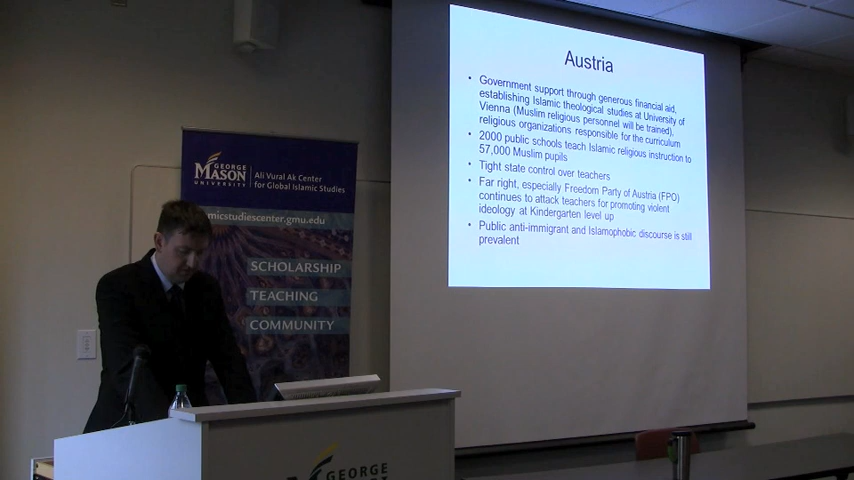 Austria
• Government support through generous financial aid,
establishing Islamic theological studies at University of
Vienna (Muslim religious personnel will be trained),
religious organizations responsible for the curriculum
• 2000 public schools teach Islamic religious instruction to
57,000 Muslim pupils
• Tight state control over teachers
• Far right, especially Freedom Party of Austria (FPO)
continues to attack teachers for promoting violent
ideology at Kindergarten level up
• Public anti-immigrant and Islamophobic discourse is still
prevalent
GEORGE
MASON
UNIVERSITY
Ali Vural Ak Center
for Global Islamic Studies
micstudiescenter.gmu.edu
SCHOLARSHIP
TEACHING
COMMUNITY
GEORGE